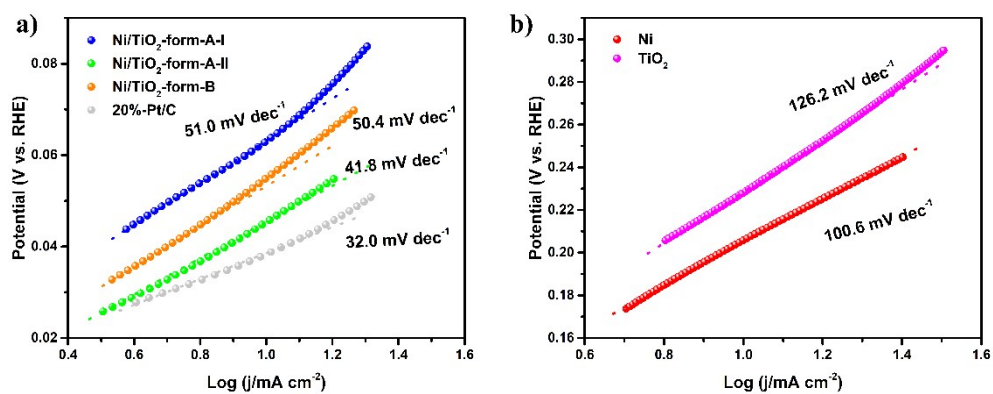 a)
Ni/TiO₂-form-A-I
Ni/TiO₂-form-A-II
Ni/TiO₂-form-B
20%-Pt/C
51.0 mV dec⁻¹
50.4 mV dec⁻¹
41.8 mV dec⁻¹
32.0 mV dec⁻¹
Potential (V vs. RHE)
0.08
0.06
0.04
0.02
0.4 0.6 0.8 1.0 1.2 1.4 1.6
Log (j/mA cm⁻²)
b)
Ni
TiO₂
126.2 mV dec⁻¹
100.6 mV dec⁻¹
Potential (V vs. RHE)
0.30
0.28
0.26
0.24
0.22
0.20
0.18
0.16
0.6 0.8 1.0 1.2 1.4 1.6
Log (j/mA cm⁻²)